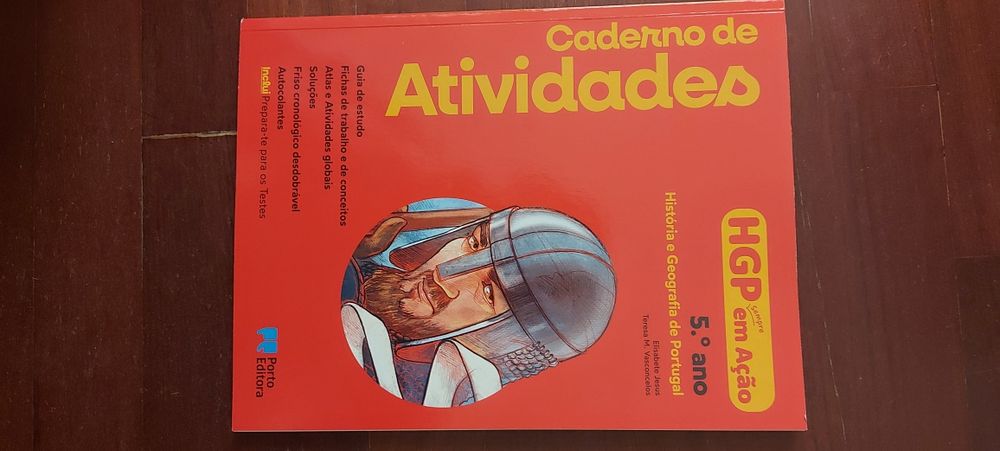 Caderno de
Atividades
HGP sempre em Ação
5.º ano
História e Geografia de Portugal
Elisabete Jesus
Teresa M. Vasconcelos
Guia de estudo
Fichas de trabalho e de conceitos
Atlas e Atividades globais
Soluções
Friso cronológico desdobrável
Autocolantes
Inclui Prepara-te para os Testes
Porto
Editora